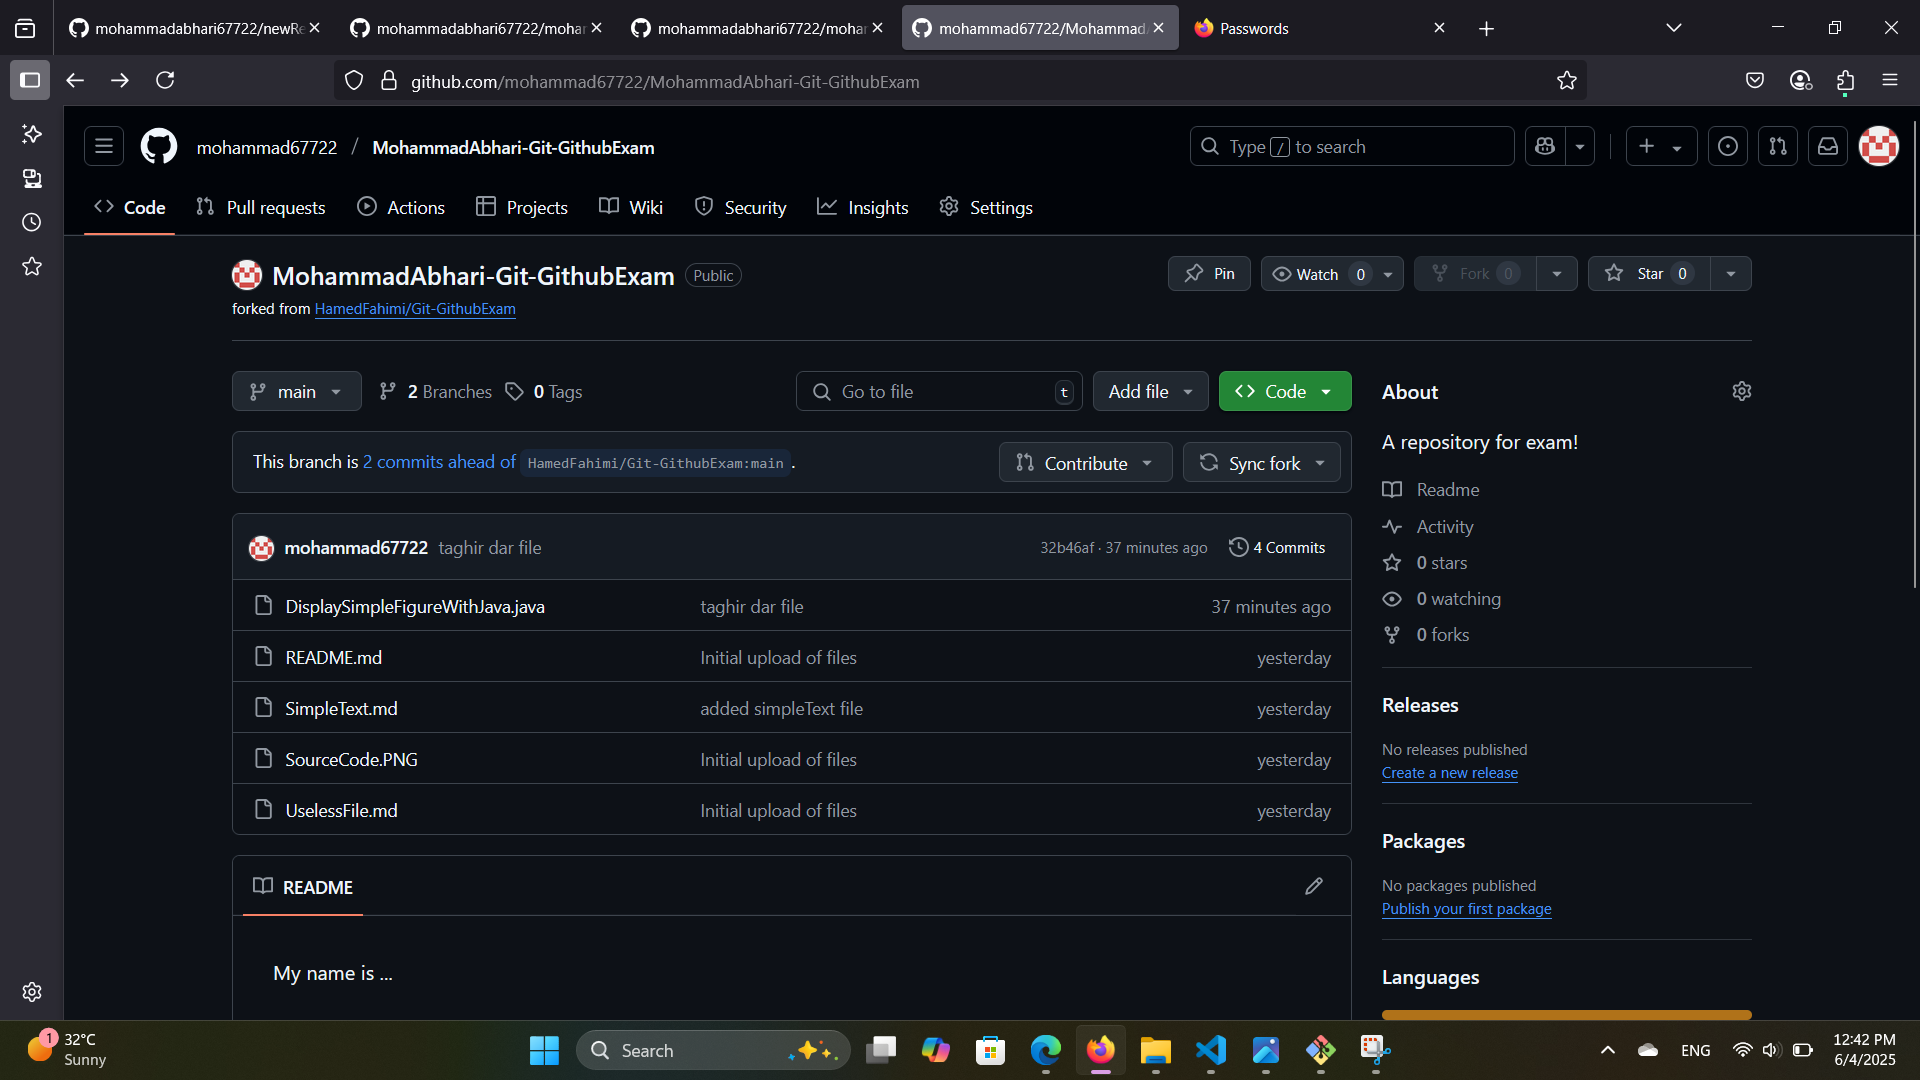 mohammadabhari67722/newRe
mohammadabhari67722/mohar
mohammadabhari67722/mohar
mohammad67722/Mohammad
Passwords
github.com/mohammad67722/MohammadAbhari-Git-GithubExam
mohammad67722 / MohammadAbhari-Git-GithubExam
Type / to search
Code
Pull requests
Actions
Projects
Wiki
Security
Insights
Settings
MohammadAbhari-Git-GithubExam Public
Pin
Watch 0
Fork 0
Star 0
forked from HamedFahimi/Git-GithubExam
main
2 Branches
0 Tags
Go to file t
Add file
Code
This branch is 2 commits ahead of HamedFahimi/Git-GithubExam:main .
Contribute
Sync fork
mohammad67722 taghir dar file 32b46af · 37 minutes ago 4 Commits
DisplaySimpleFigureWithJava.java taghir dar file 37 minutes ago
README.md Initial upload of files yesterday
SimpleText.md added simpleText file yesterday
SourceCode.PNG Initial upload of files yesterday
UselessFile.md Initial upload of files yesterday
README
My name is ...
About
A repository for exam!
Readme
Activity
0 stars
0 watching
0 forks
Releases
No releases published
Create a new release
Packages
No packages published
Publish your first package
Languages
1
32°C
Sunny
Search
ENG
12:42 PM
6/4/2025